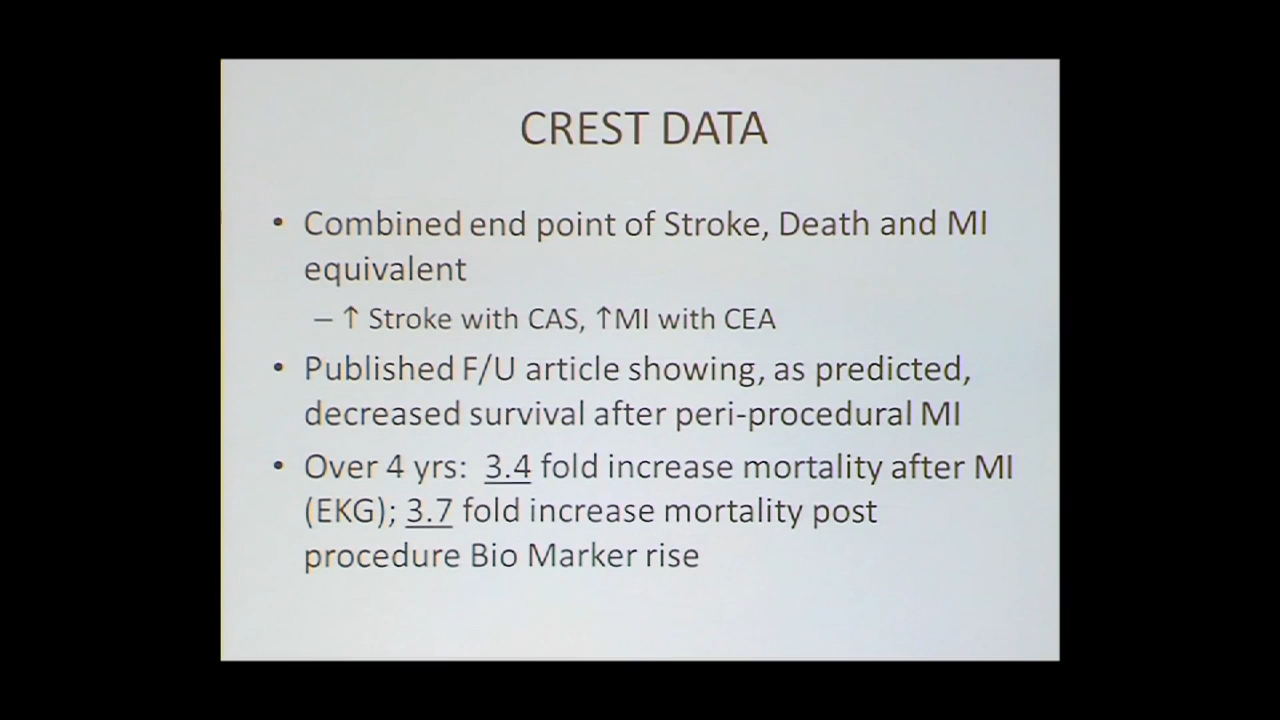 CREST DATA
• Combined end point of Stroke, Death and MI
equivalent
– ↑ Stroke with CAS, ↑MI with CEA
• Published F/U article showing, as predicted,
decreased survival after peri-procedural MI
• Over 4 yrs: 3.4 fold increase mortality after MI
(EKG); 3.7 fold increase mortality post
procedure Bio Marker rise